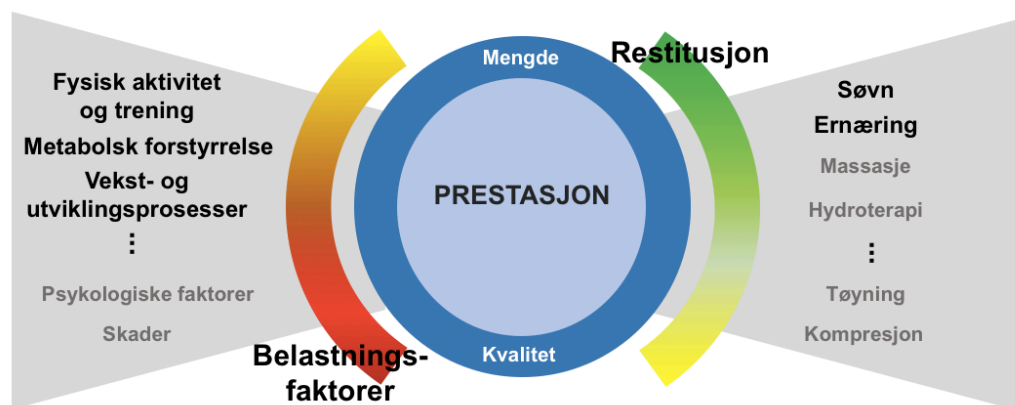 Fysisk aktivitet
og trening
Metabolsk forstyrrelse
Vekst- og
utviklingsprosesser
⋮
Psykologiske faktorer
Skader
Belastnings-
faktorer
Mengde
PRESTASJON
Kvalitet
Restitusjon
Søvn
Ernæring
Massasje
Hydroterapi
⋮
Tøyning
Kompresjon